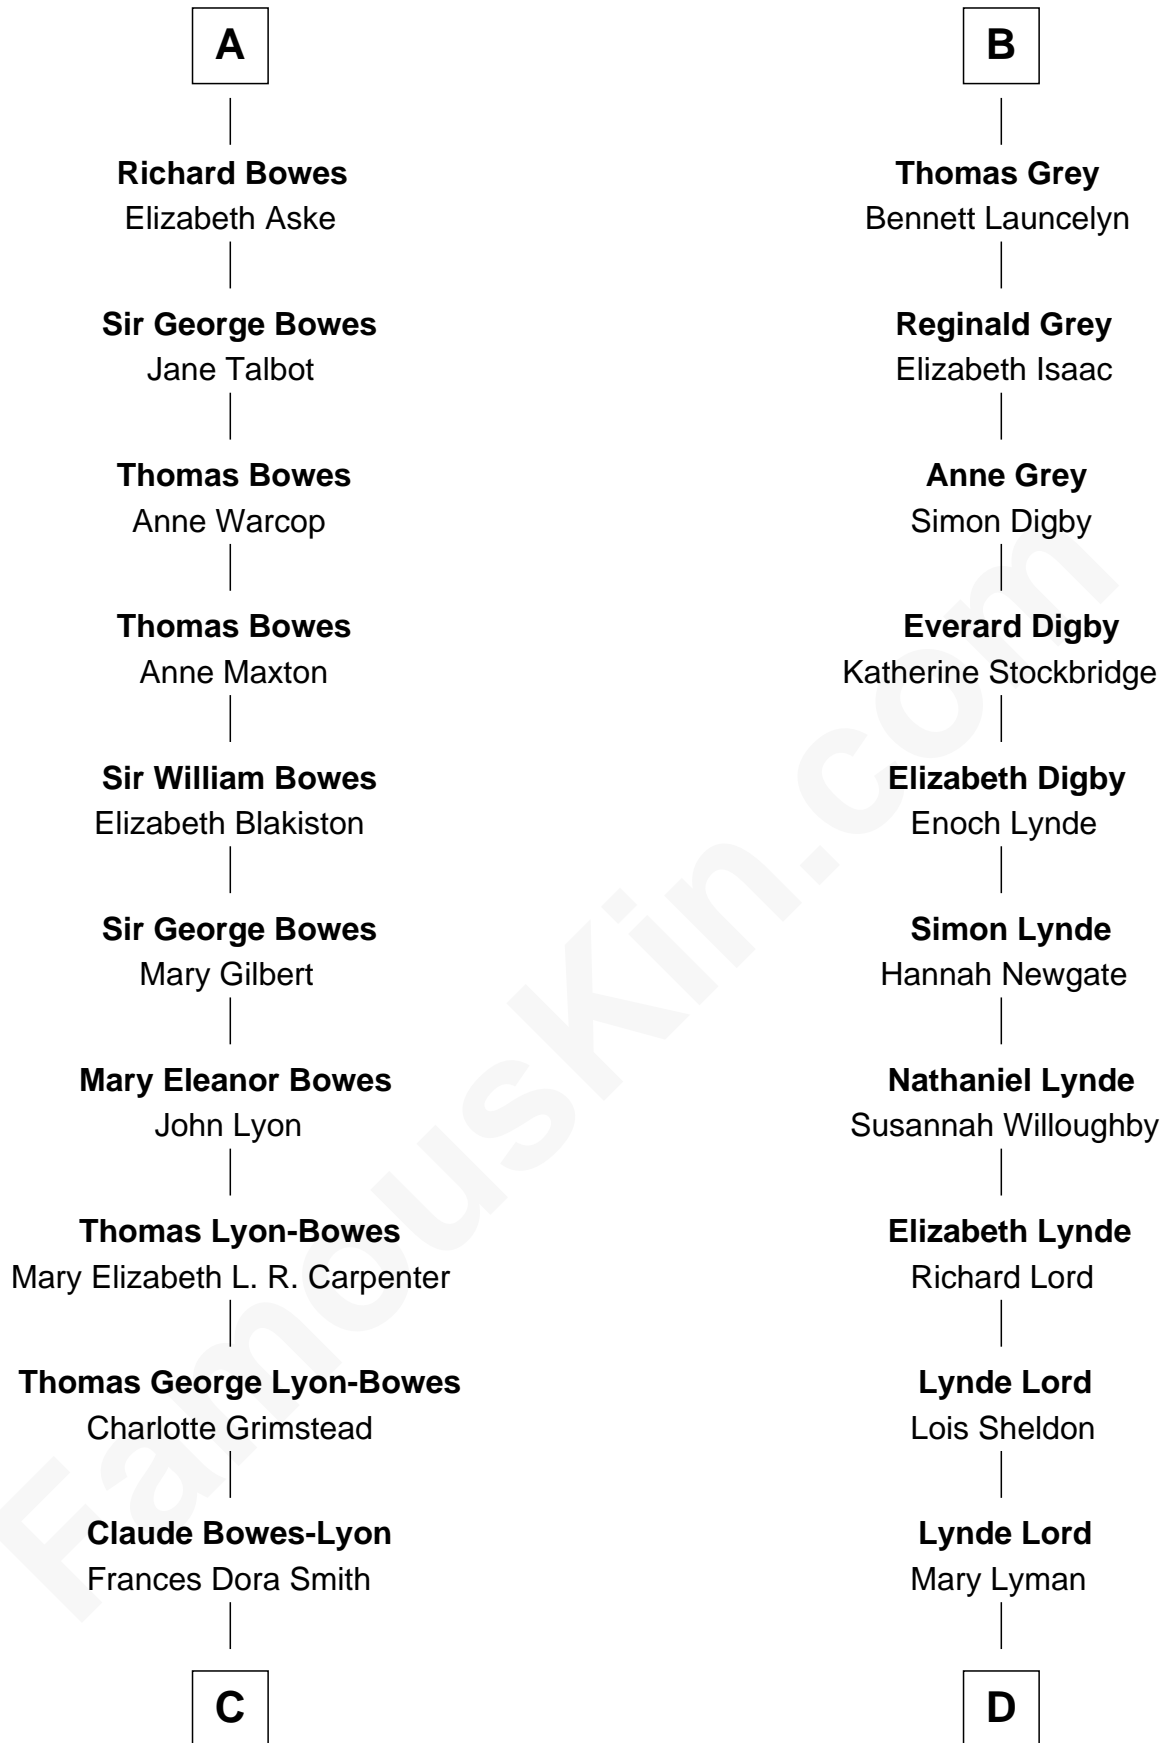 A
Richard Bowes
Elizabeth Aske
Sir George Bowes
Jane Talbot
Thomas Bowes
Anne Warcop
Thomas Bowes
Anne Maxton
Sir William Bowes
Elizabeth Blakiston
Sir George Bowes
Mary Gilbert
Mary Eleanor Bowes
John Lyon
Thomas Lyon-Bowes
Mary Elizabeth L. R. Carpenter
Thomas George Lyon-Bowes
Charlotte Grimstead
Claude Bowes-Lyon
Frances Dora Smith
C
B
Thomas Grey
Bennett Launcelyn
Reginald Grey
Elizabeth Isaac
Anne Grey
Simon Digby
Everard Digby
Katherine Stockbridge
Elizabeth Digby
Enoch Lynde
Simon Lynde
Hannah Newgate
Nathaniel Lynde
Susannah Willoughby
Elizabeth Lynde
Richard Lord
Lynde Lord
Lois Sheldon
Lynde Lord
Mary Lyman
D
FamousKin.com